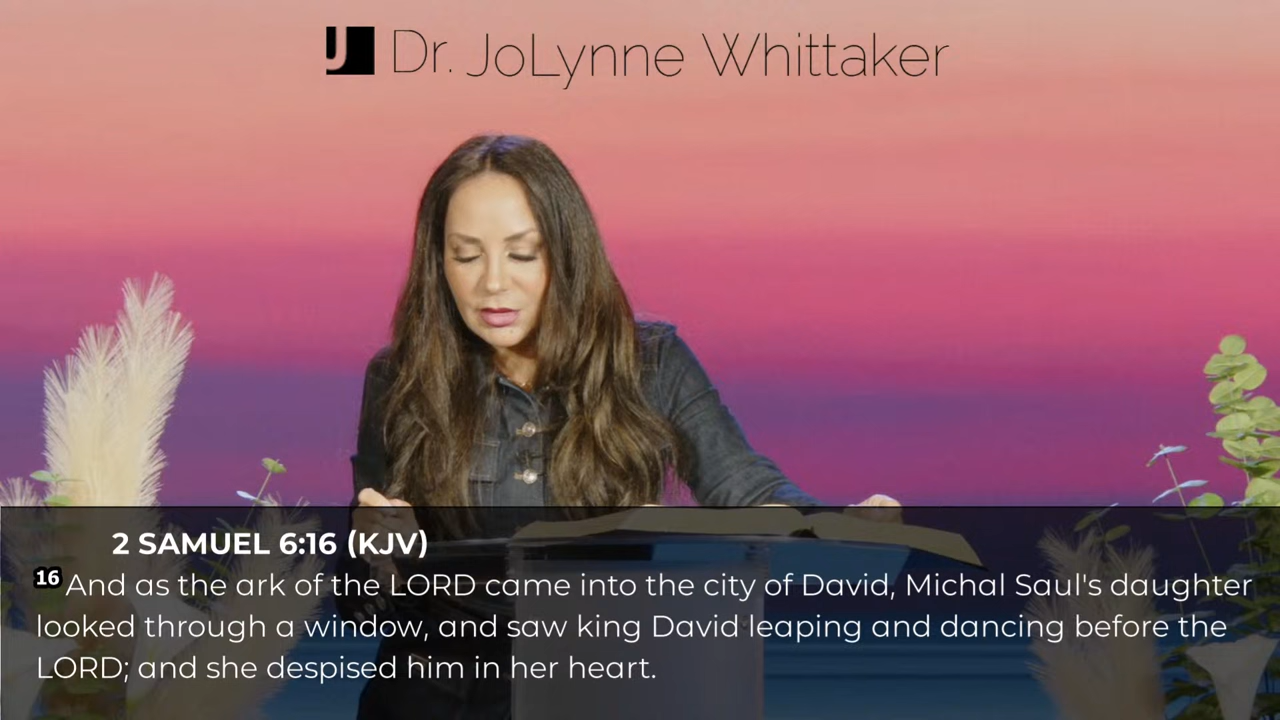 J Dr. JoLynne Whittaker
2 SAMUEL 6:16 (KJV)
16 And as the ark of the LORD came into the city of David, Michal Saul's daughter
looked through a window, and saw king David leaping and dancing before the
LORD; and she despised him in her heart.